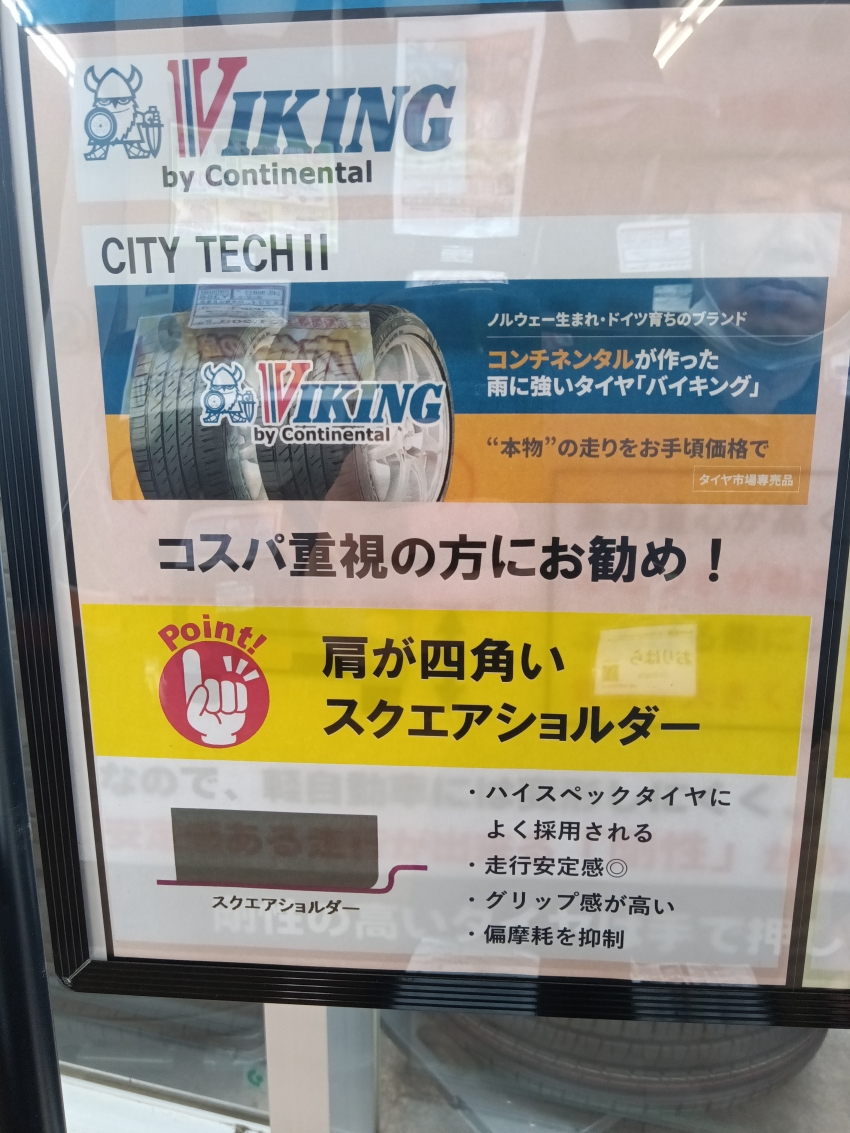 VIKING
by Continental
CITY TECH II
ノルウェー生まれ・ドイツ育ちのブランド
コンチネンタルが作った
雨に強いタイヤ「バイキング」
VIKING
by Continental
“本物”の走りをお手頃価格で
タイヤ市場専売品
コスパ重視の方にお勧め！
Point!
肩が四角い
スクエアショルダー
・ハイスペックタイヤに
よく採用される
・走行安定感◎
・グリップ感が高い
・偏摩耗を抑制
スクエアショルダー